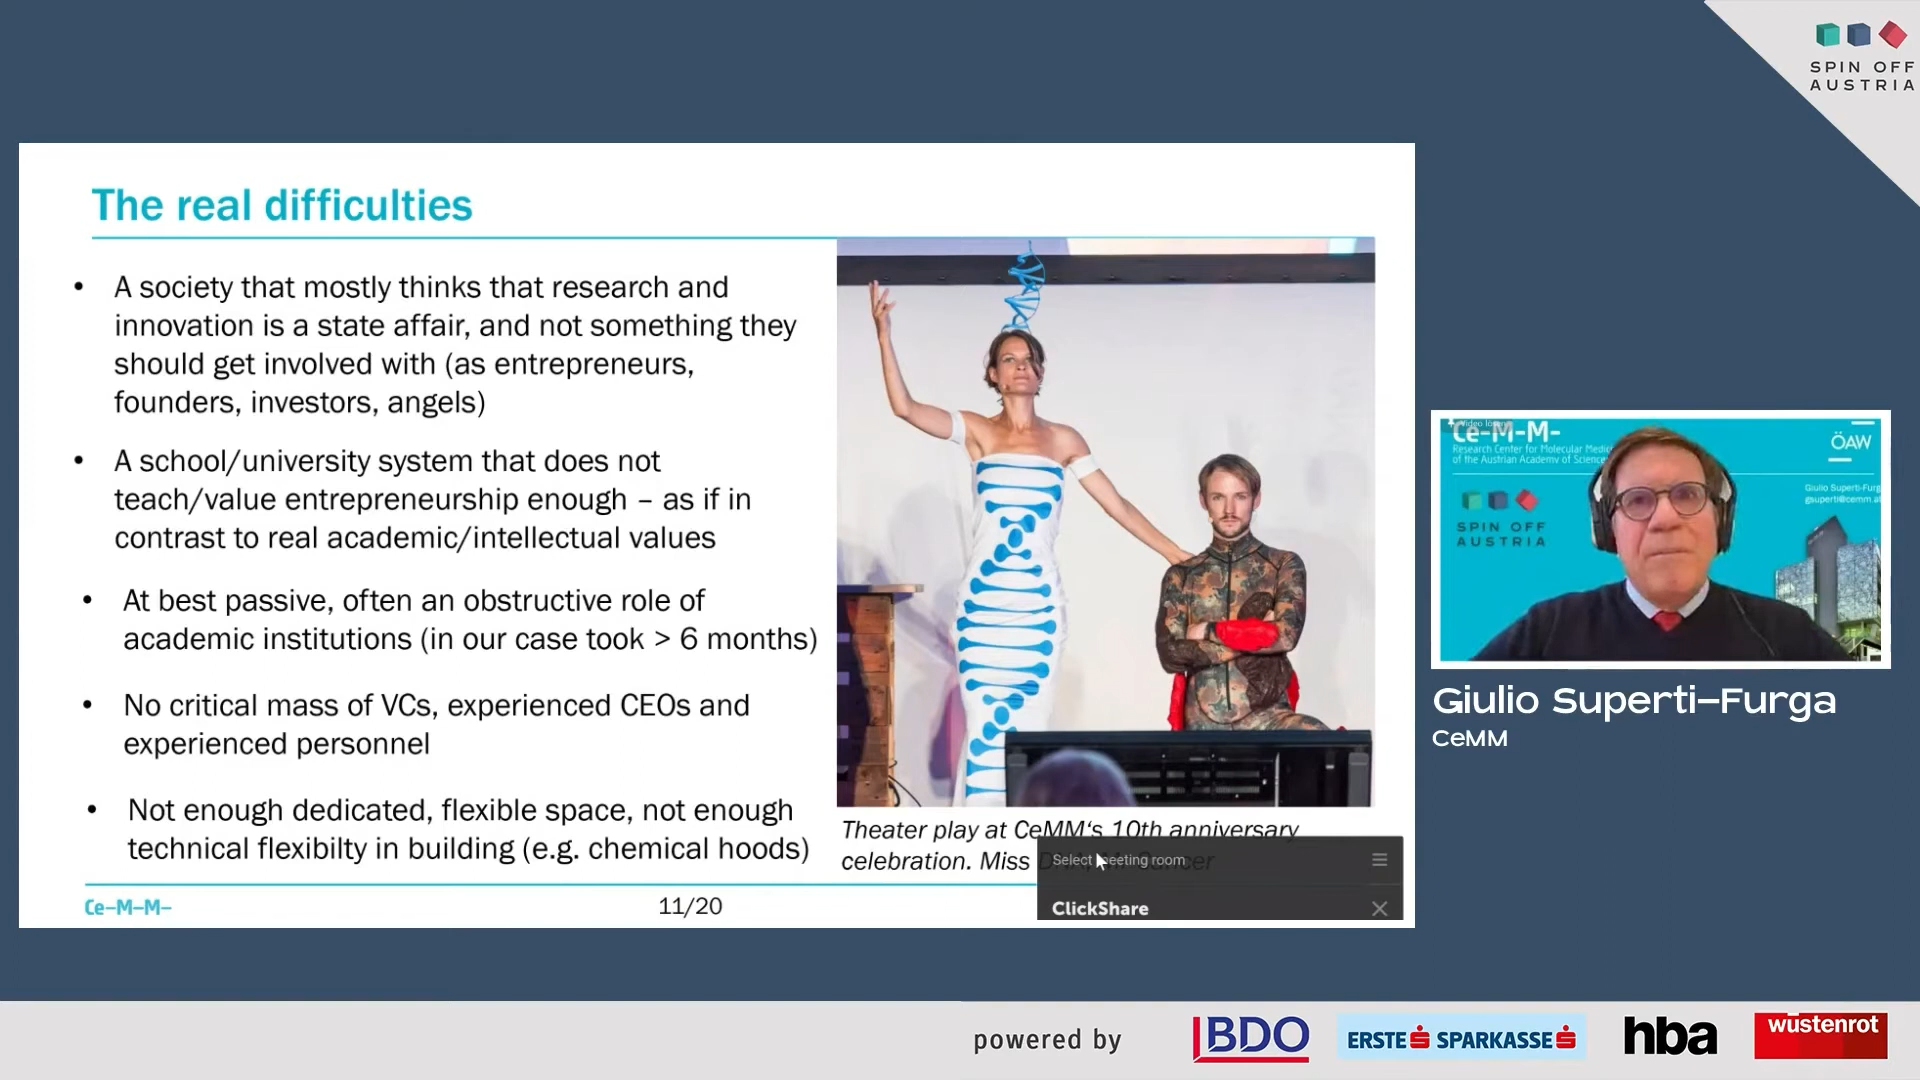 SPIN OFF
AUSTRIA
The real difficulties
• A society that mostly thinks that research and
innovation is a state affair, and not something they
should get involved with (as entrepreneurs,
founders, investors, angels)
• A school/university system that does not
teach/value entrepreneurship enough – as if in
contrast to real academic/intellectual values
• At best passive, often an obstructive role of
academic institutions (in our case took > 6 months)
• No critical mass of VCs, experienced CEOs and
experienced personnel
• Not enough dedicated, flexible space, not enough
technical flexibilty in building (e.g. chemical hoods)
Theater play at CeMM‘s 10th anniversary
celebration. Miss
Select meeting room
ClickShare
Ce–M–M–
11/20
Ce-M-M-
Research Center for Molecular
of the Austrian Academy of
ÖAW
Giulio
gsuperti@cemm.
SPIN OFF
AUSTRIA
Giulio Superti–Furga
CeMM
powered by
BDO
ERSTE SPARKASSE
hba
wüstenrot